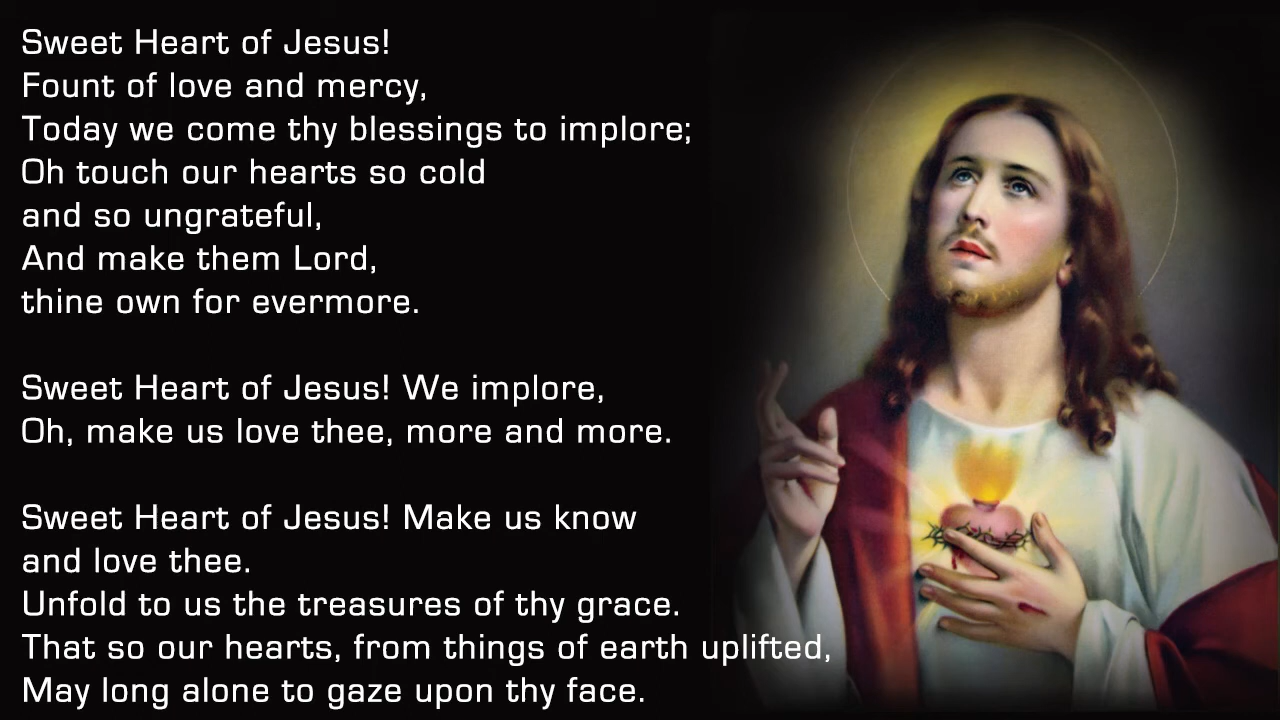 Sweet Heart of Jesus!
Fount of love and mercy,
Today we come thy blessings to implore;
Oh touch our hearts so cold
and so ungrateful,
And make them Lord,
thine own for evermore.
Sweet Heart of Jesus! We implore,
Oh, make us love thee, more and more.
Sweet Heart of Jesus! Make us know
and love thee.
Unfold to us the treasures of thy grace.
That so our hearts, from things of earth uplifted,
May long alone to gaze upon thy face.